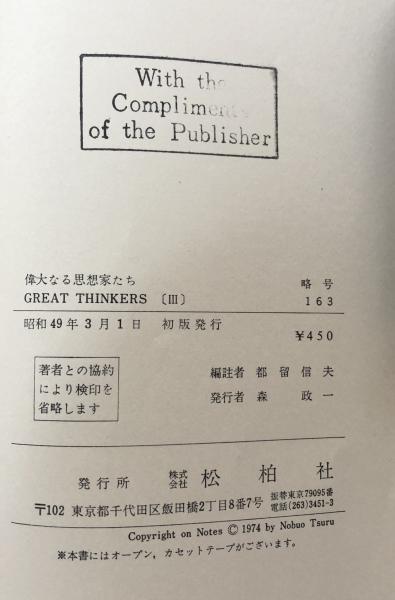 With the
Compliments
of the Publisher
偉大なる思想家たち 略号
GREAT THINKERS 〔Ⅲ〕 163
昭和49年3月1日 初版発行
¥450
著者との協約
により検印を
省略します
編註者 都留信夫
発行者 森政一
発行所 株式会社 松柏社
〒102 東京都千代田区飯田橋2丁目8番7号 振替東京79095番
電話(263)3451-3
Copyright on Notes © 1974 by Nobuo Tsuru
※本書にはオープン,カセットテープがございます。